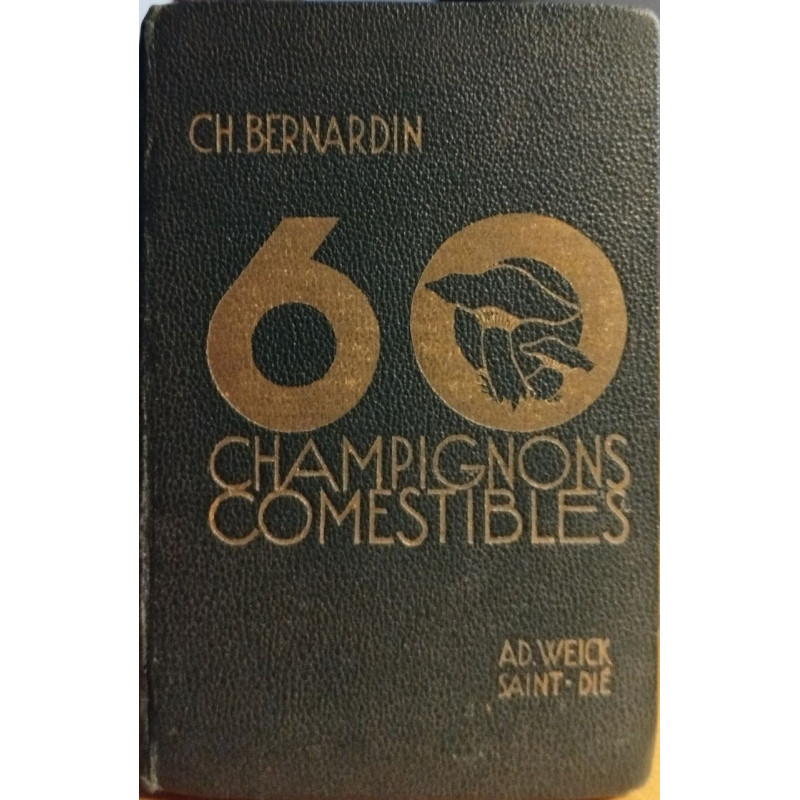 CH. BERNARDIN
60
CHAMPIGNONS
COMESTIBLES
AD. WEICK
SAINT-DIÉ